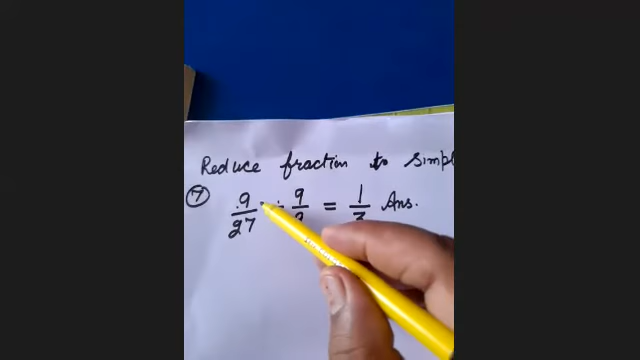 Reduce fraction to simpl
7 9/27 ÷ 9/9 = 1/3 Ans.